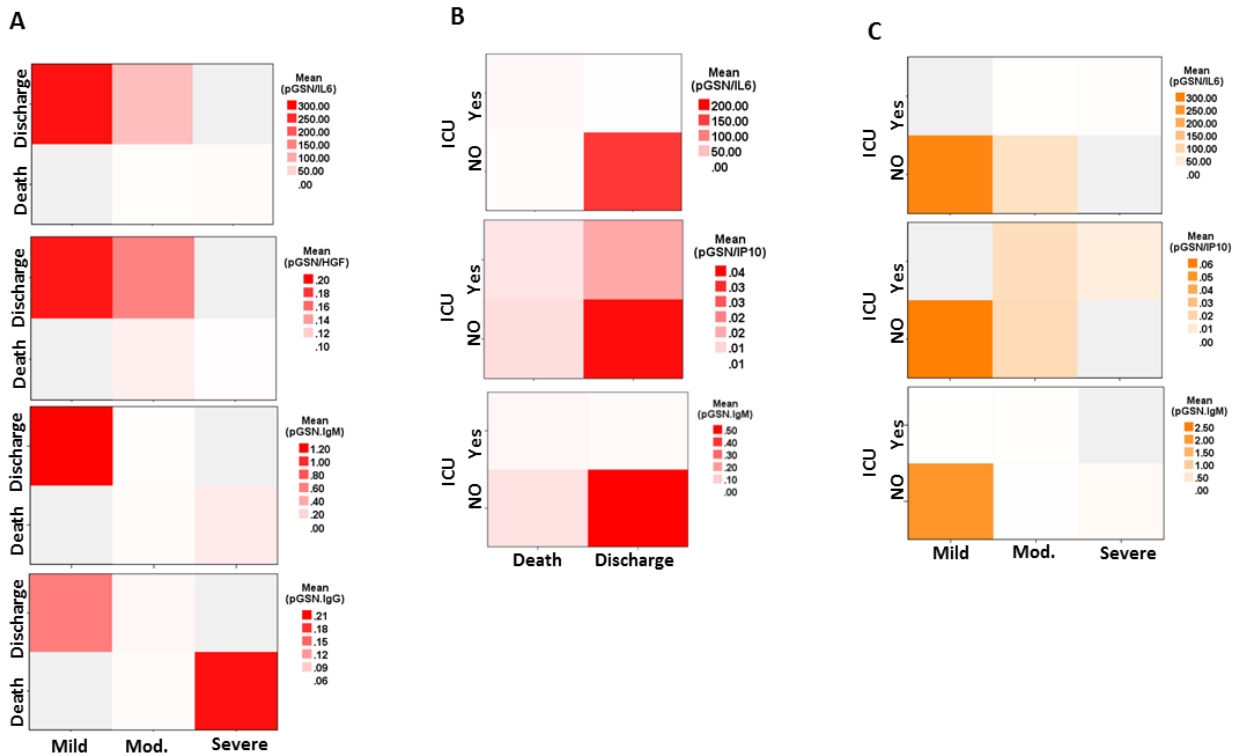 A
Discharge
Death
Mean
(pGSN/IL6)
300.00
250.00
200.00
150.00
100.00
50.00
.00
Discharge
Death
Mean
(pGSN/HGF)
.20
.18
.16
.14
.12
.10
Discharge
Death
Mean
(pGSN.IgM)
1.20
1.00
.80
.60
.40
.20
.00
Discharge
Death
Mean
(pGSN.IgG)
.21
.18
.15
.12
.09
.06
Mild Mod. Severe
B
ICU
Yes
NO
Mean
(pGSN/IL6)
200.00
150.00
100.00
50.00
.00
ICU
Yes
NO
Mean
(pGSN/IP10)
.04
.03
.03
.02
.02
.01
.01
ICU
Yes
NO
Mean
(pGSN.IgM)
.50
.40
.30
.20
.10
.00
Death Discharge
C
ICU
Yes
NO
Mean
(pGSN/IL6)
300.00
250.00
200.00
150.00
100.00
50.00
.00
ICU
Yes
NO
Mean
(pGSN/IP10)
.06
.05
.04
.03
.02
.01
.00
ICU
Yes
NO
Mean
(pGSN.IgM)
2.50
2.00
1.50
1.00
.50
.00
Mild Mod. Severe